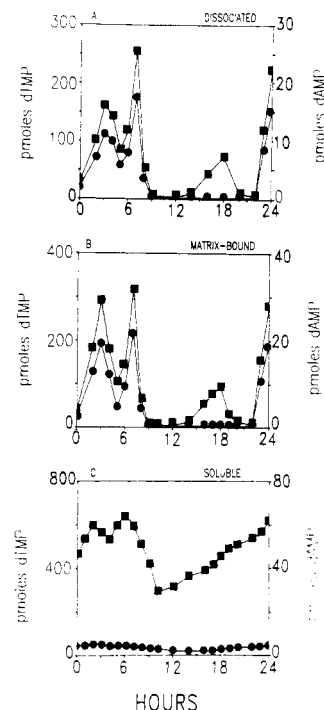 A DISSOCIATED
300
200
100
0
30
20
10
0
0 6 12 18 24
pmoles dTMP
pmoles dAMP
B MATRIX-BOUND
400
200
0
40
20
0
0 6 12 18 24
pmoles dTMP
pmoles dAMP
C SOLUBLE
800
400
0
80
40
0
0 6 12 18 24
pmoles dTMP
HOURS